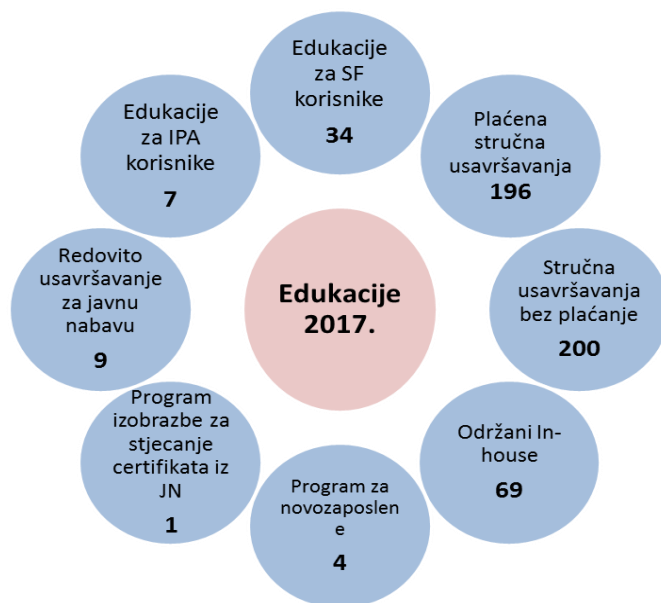 Edukacije
za SF
korisnike
34
Plaćena
stručna
usavršavanja
196
Stručna
usavršavanja
bez plaćanje
200
Održani In-
house
69
Program za
novozaposlen
e
4
Program
izobrazbe za
stjecanje
certifikata iz
JN
1
Redovito
usavršavanje
za javnu
nabavu
9
Edukacije
za IPA
korisnike
7
Edukacije
2017.